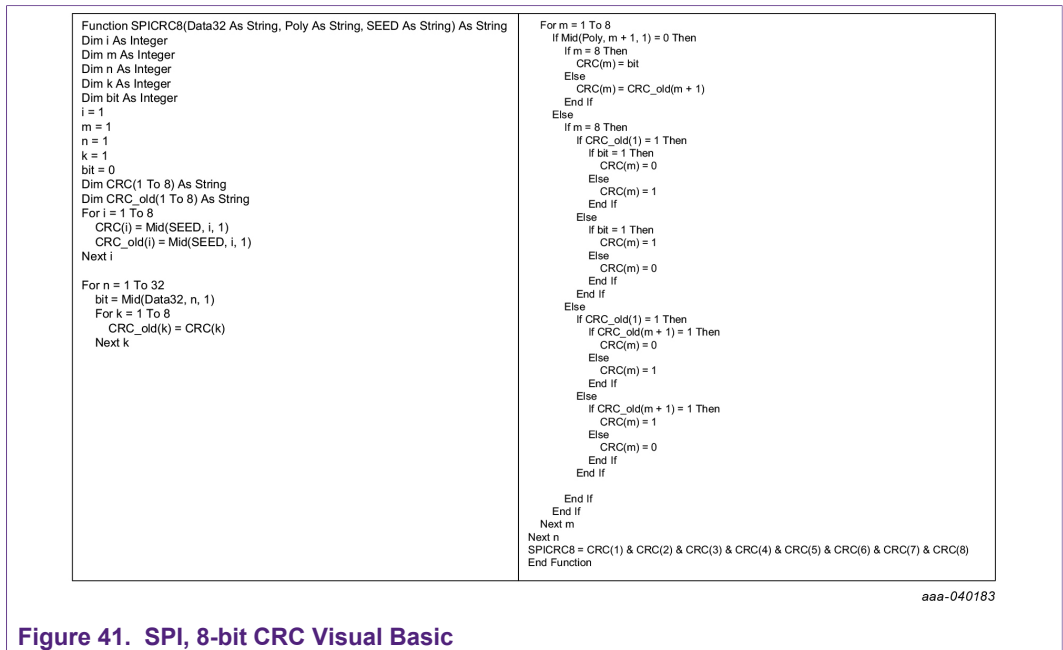 Function SPICRC8(Data32 As String, Poly As String, SEED As String) As String
Dim i As Integer
Dim m As Integer
Dim n As Integer
Dim k As Integer
Dim bit As Integer
i = 1
m = 1
n = 1
k = 1
bit = 0
Dim CRC(1 To 8) As String
Dim CRC_old(1 To 8) As String
For i = 1 To 8
CRC(i) = Mid(SEED, i, 1)
CRC_old(i) = Mid(SEED, i, 1)
Next i
For n = 1 To 32
bit = Mid(Data32, n, 1)
For k = 1 To 8
CRC_old(k) = CRC(k)
Next k
For m = 1 To 8
If Mid(Poly, m + 1, 1) = 0 Then
If m = 8 Then
CRC(m) = bit
Else
CRC(m) = CRC_old(m + 1)
End If
Else
If m = 8 Then
If CRC_old(1) = 1 Then
If bit = 1 Then
CRC(m) = 0
Else
CRC(m) = 1
End If
Else
If bit = 1 Then
CRC(m) = 1
Else
CRC(m) = 0
End If
End If
Else
If CRC_old(1) = 1 Then
If CRC_old(m + 1) = 1 Then
CRC(m) = 0
Else
CRC(m) = 1
End If
Else
If CRC_old(m + 1) = 1 Then
CRC(m) = 1
Else
CRC(m) = 0
End If
End If
End If
End If
Next m
Next n
SPICRC8 = CRC(1) & CRC(2) & CRC(3) & CRC(4) & CRC(5) & CRC(6) & CRC(7) & CRC(8)
End Function
aaa-040183
Figure 41. SPI, 8-bit CRC Visual Basic